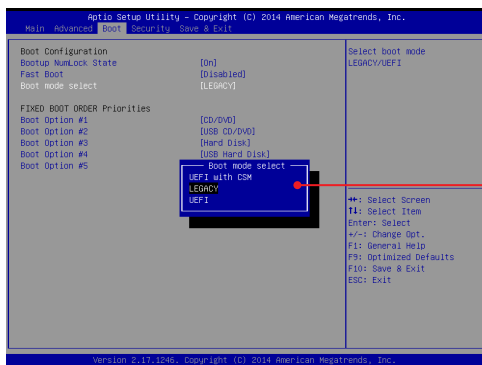 Aptio Setup Utility - Copyright (C) 2014 American Megatrends, Inc.
Main Advanced Boot Security Save & Exit
Boot Configuration
Bootup NumLock State [On]
Fast Boot [Disabled]
Boot mode select [LEGACY]
FIXED BOOT ORDER Priorities
Boot Option #1 [CD/DVD]
Boot Option #2 [USB CD/DVD]
Boot Option #3 [Hard Disk]
Boot Option #4 [USB Hard Disk]
Boot Option #5
Boot mode select
UEFI with CSM
LEGACY
UEFI
Select boot mode
LEGACY/UEFI
→←: Select Screen
↑↓: Select Item
Enter: Select
+/-: Change Opt.
F1: General Help
F9: Optimized Defaults
F10: Save & Exit
ESC: Exit
Version 2.17.1246. Copyright (C) 2014 American Megatrends, Inc.